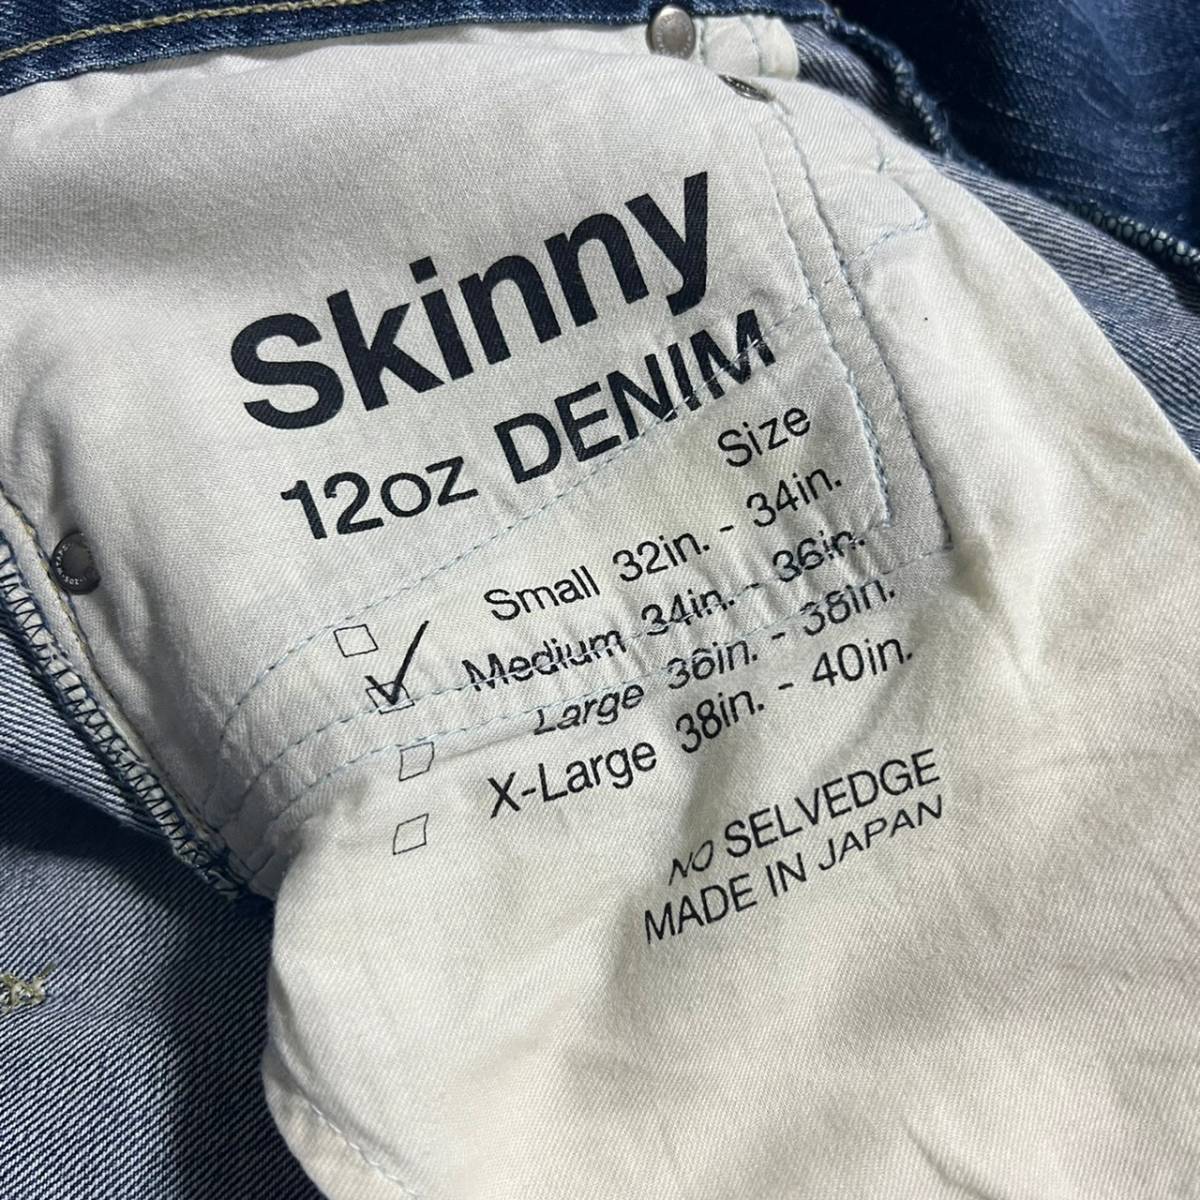 Skinny
12oz DENIM
Size
Small 32in. - 34in.
Medium 34in. - 36in.
Large 36in. - 38in.
X-Large 38in. - 40in.
NO SELVEDGE
MADE IN JAPAN